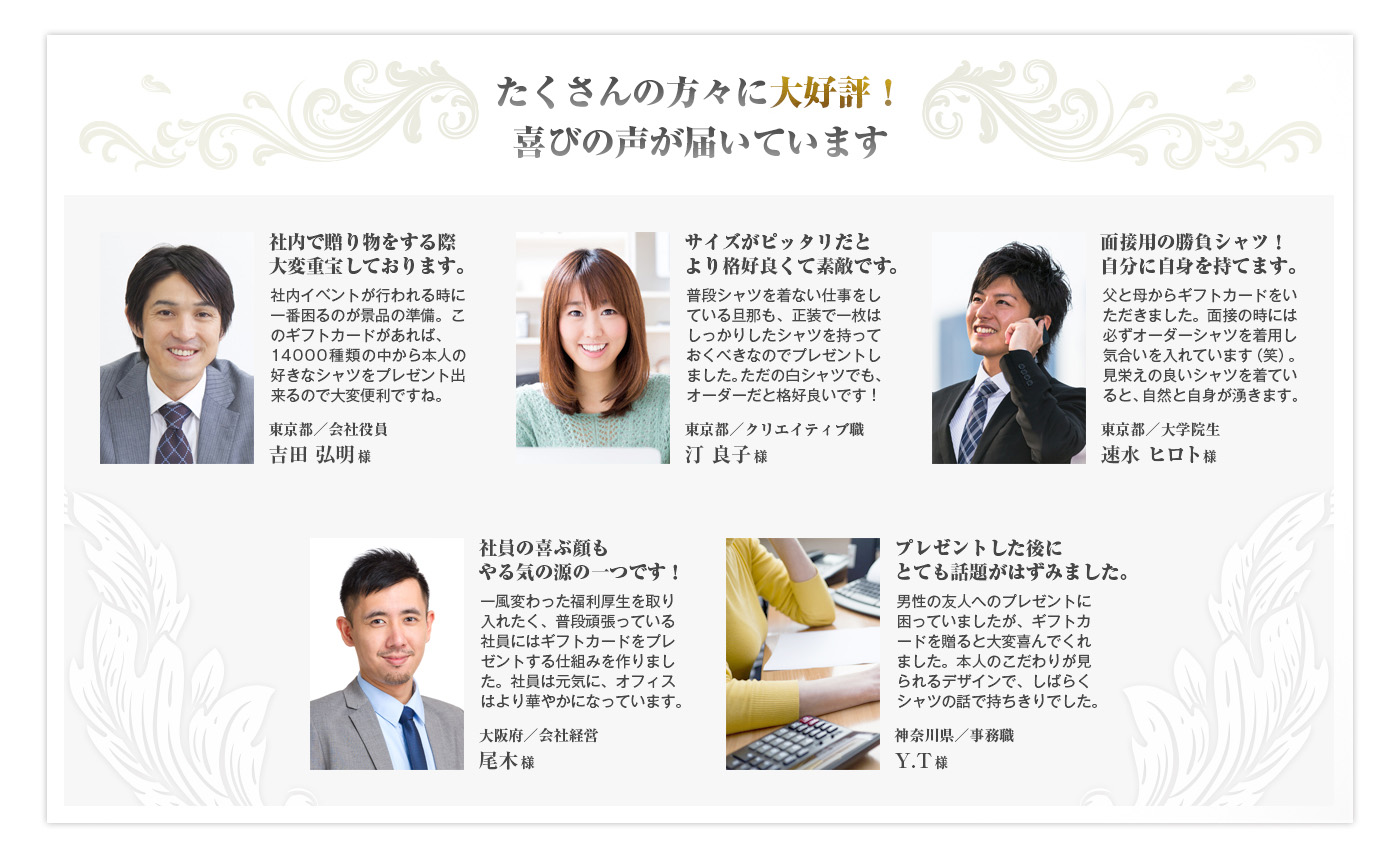 たくさんの方々に大好評！
喜びの声が届いています
社内で贈り物をする際
大変重宝しております。
社内イベントが行われる時に
一番困るのが景品の準備。こ
のギフトカードがあれば、
14000種類の中から本人の
好きなシャツをプレゼント出
来るので大変便利ですね。
東京都／会社役員
吉田 弘明様
サイズがピッタリだと
より格好良くて素敵です。
普段シャツを着ない仕事をし
ている旦那も、正装で一枚は
しっかりしたシャツを持って
おくべきなのでプレゼントし
ました。ただの白シャツでも、
オーダーだと格好良いです！
東京都／クリエイティブ職
汀 良子様
面接用の勝負シャツ！
自分に自身を持てます。
父と母からギフトカードをい
ただきました。面接の時には
必ずオーダーシャツを着用し
気合いを入れています（笑）。
見栄えの良いシャツを着てい
ると、自然と自身が湧きます。
東京都／大学院生
速水 ヒロト様
社員の喜ぶ顔も
やる気の源の一つです！
一風変わった福利厚生を取り
入れたく、普段頑張っている
社員にはギフトカードをプレ
ゼントする仕組みを作りまし
た。社員は元気に、オフィス
はより華やかになっています。
大阪府／会社経営
尾木様
プレゼントした後に
とても話題がはずみました。
男性の友人へのプレゼントに
困っていましたが、ギフトカ
ードを贈ると大変喜んでくれ
ました。本人のこだわりが見
られるデザインで、しばらく
シャツの話で持ちきりでした。
神奈川県／事務職
Y.T様